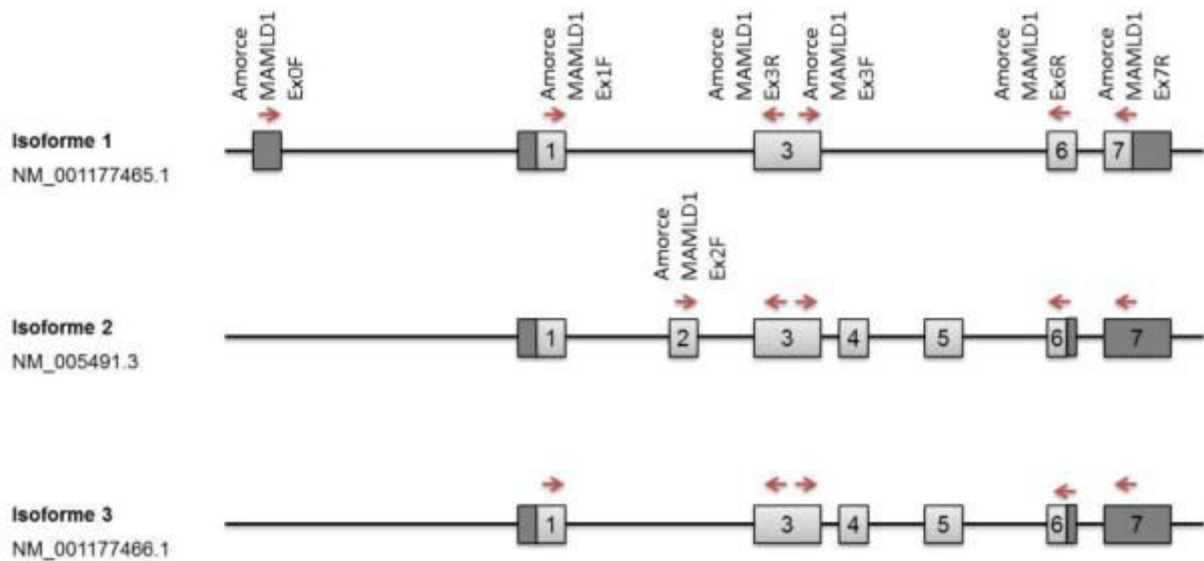 Amorce
MAMLD1
Ex0F
Amorce
MAMLD1
Ex1F
Amorce
MAMLD1
Ex3R
Amorce
MAMLD1
Ex3F
Amorce
MAMLD1
Ex6R
Amorce
MAMLD1
Ex7R
Isoforme 1
NM_001177465.1
1
3
6
7
Amorce
MAMLD1
Ex2F
Isoforme 2
NM_005491.3
1
2
3
4
5
6
7
Isoforme 3
NM_001177466.1
1
3
4
5
6
7